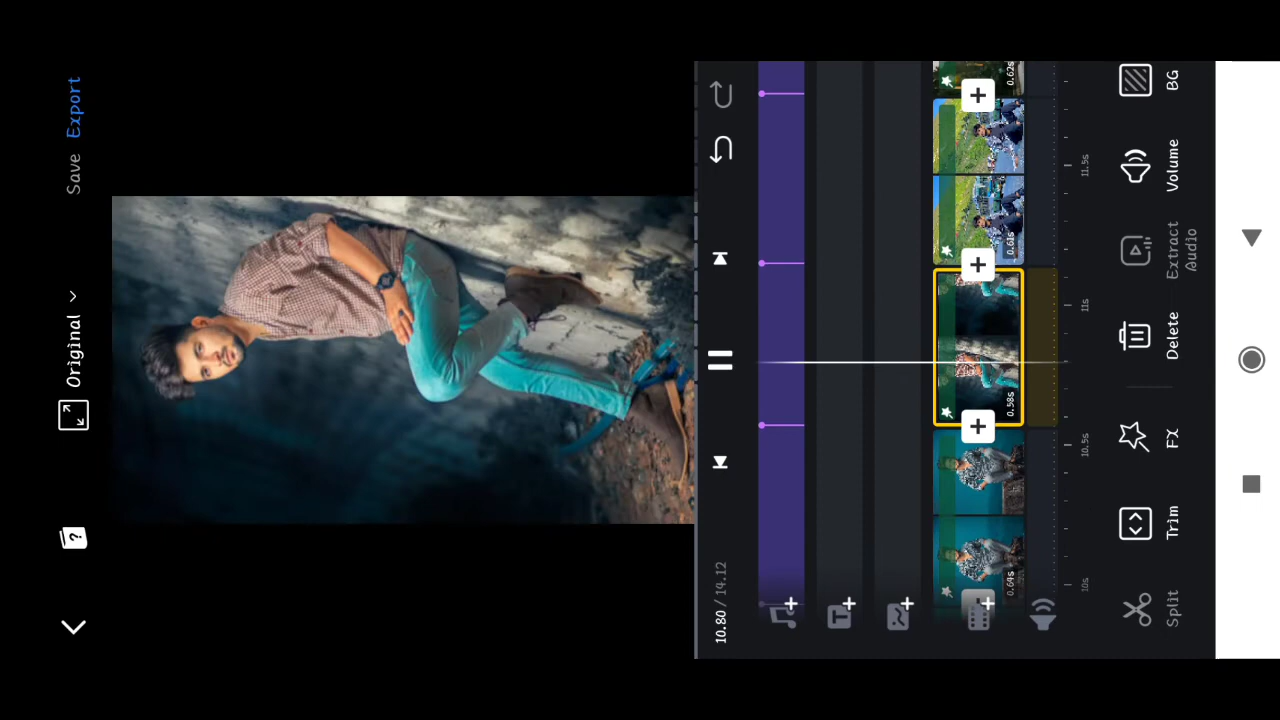 Original
Save
Export
10.80 / 14.12
0.64s
0.58s
0.61s
0.62s
10s
10.5s
11s
11.5s
Split
Trim
FX
Delete
Extract
Audio
Volume
BG